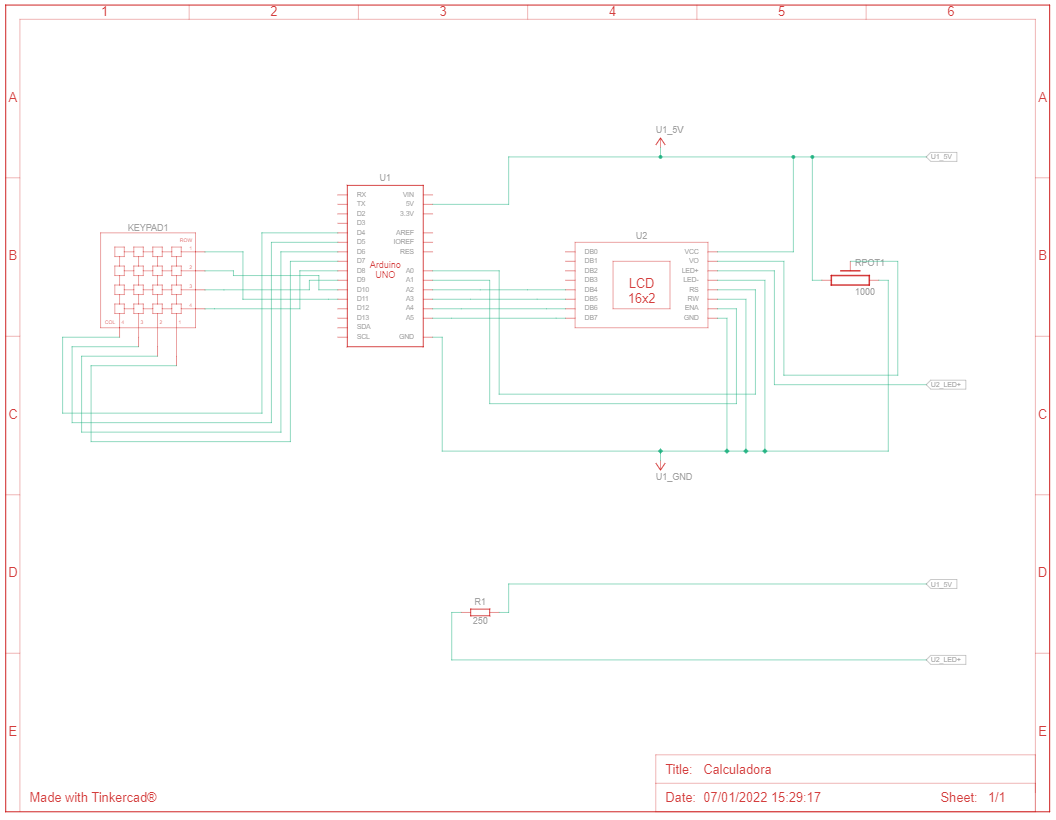 1 2 3 4 5 6
A A
U1_5V
U1_5V
U1
RX VIN
TX 5V
D2 3.3V
D3
D4 AREF
D5 IOREF
D6 RES
D7
D8 A0
D9 A1
D10 A2
D11 A3
D12 A4
D13 A5
SDA
SCL GND
Arduino
UNO
KEYPAD1
ROW
1
2
3
4
COL 4 3 2 1
B B
U2
DB0 VCC
DB1 VO
DB2 LED+
DB3 LED-
DB4 RS
DB5 RW
DB6 ENA
DB7 GND
LCD
16x2
RPOT1
1000
U2_LED+
C C
U1_GND
D D
U1_5V
R1
250
U2_LED+
E E
Title: Calculadora
Made with Tinkercad®
Date: 07/01/2022 15:29:17 Sheet: 1/1